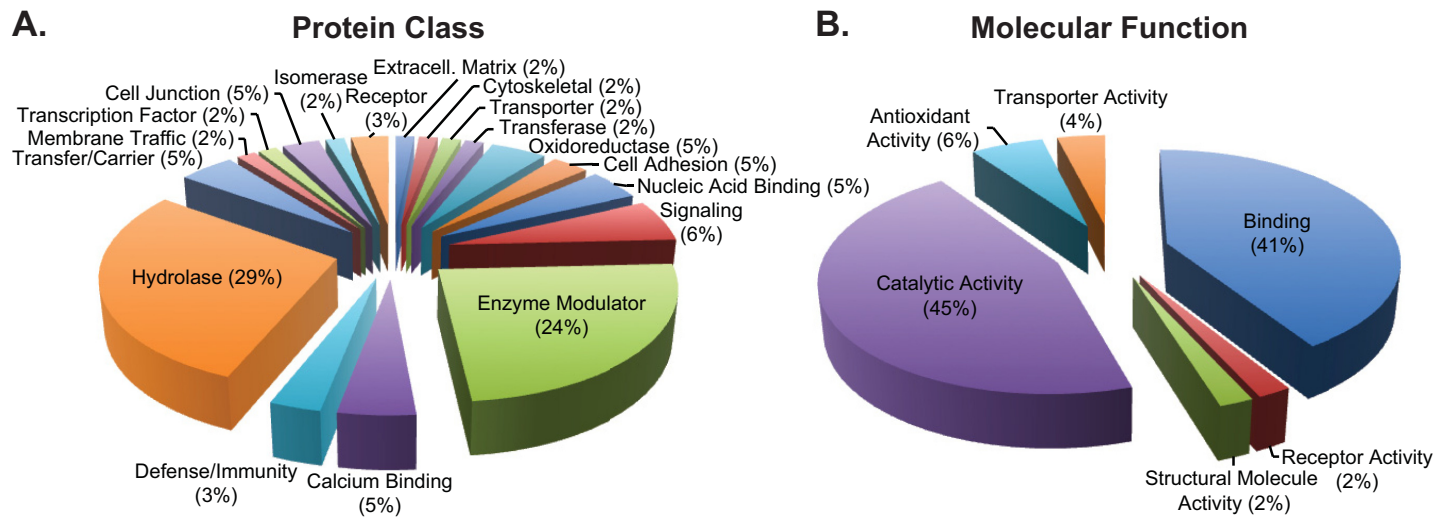 A.
Protein Class
Extracell. Matrix (2%)
Cytoskeletal (2%)
Transporter (2%)
Transferase (2%)
Oxidoreductase (5%)
Cell Adhesion (5%)
Nucleic Acid Binding (5%)
Signaling
(6%)
Enzyme Modulator
(24%)
Calcium Binding
(5%)
Defense/Immunity
(3%)
Hydrolase (29%)
Transfer/Carrier (5%)
Membrane Traffic (2%)
Transcription Factor (2%)
Cell Junction (5%)
Isomerase
(2%)
Receptor
(3%)
B.
Molecular Function
Binding
(41%)
Receptor Activity
(2%)
Structural Molecule
Activity (2%)
Catalytic Activity
(45%)
Antioxidant
Activity (6%)
Transporter Activity
(4%)